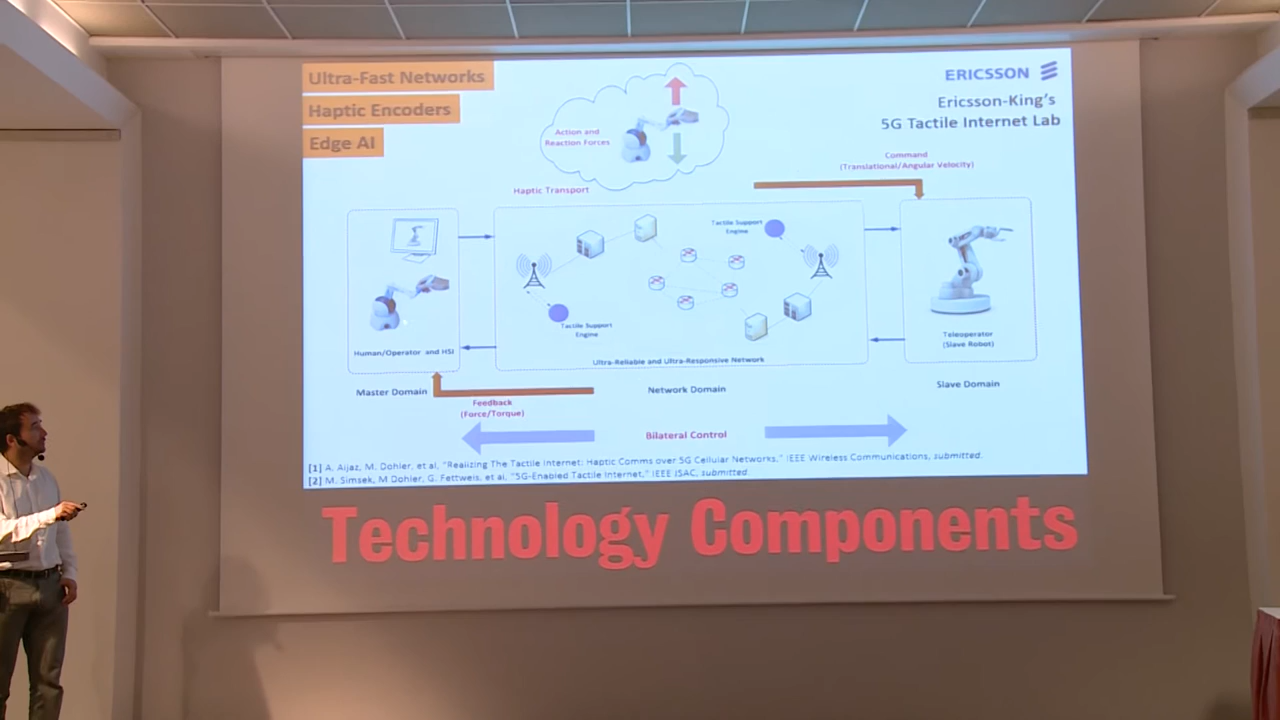 Ultra-Fast Networks
Haptic Encoders
Edge AI
ERICSSON
Ericsson-King's
5G Tactile Internet Lab
Action and
Reaction Forces
Command
(Translational/Angular Velocity)
Haptic Transport
Tactile Support
Engine
Tactile Support
Engine
Human/Operator and HSI
Ultra-Reliable and Ultra-Responsive Network
Teleoperator
(Slave Robot)
Master Domain
Network Domain
Slave Domain
Feedback
(Force/Torque)
Bilateral Control
[1] A. Aijaz, M. Dohler, et al, "Realizing The Tactile Internet: Haptic Comms over 5G Cellular Networks," IEEE Wireless Communications, submitted.
[2] M. Simsek, M Dohler, G. Fettweis, et al, "5G-Enabled Tactile Internet," IEEE JSAC, submitted.
Technology Components